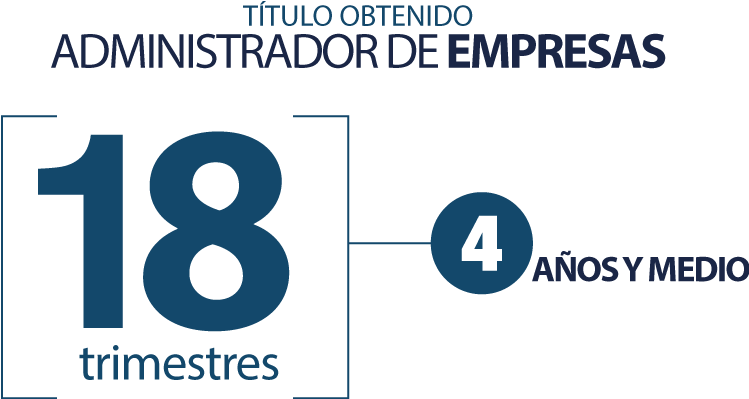 TÍTULO OBTENIDO
ADMINISTRADOR DE EMPRESAS
18
trimestres
4
AÑOS Y MEDIO